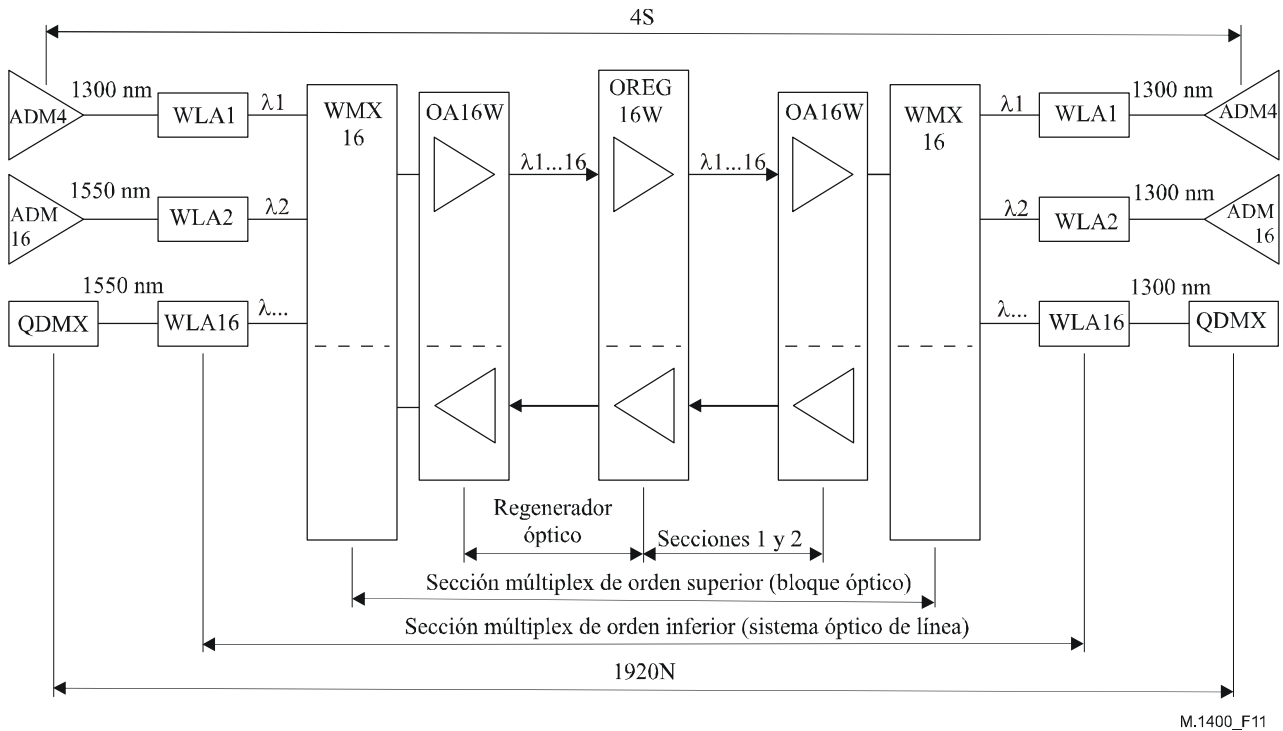 4S
1300 nm
ADM4
WLA1
λ1
WMX
16
OA16W
OREG
16W
OA16W
WMX
16
λ1
WLA1
1300 nm
ADM4
λ1...16
λ1...16
1550 nm
ADM
16
WLA2
λ2
λ2
WLA2
1300 nm
ADM
16
1550 nm
QDMX
WLA16
λ...
λ...
WLA16
1300 nm
QDMX
Regenerador
óptico
Secciones 1 y 2
Sección múltiplex de orden superior (bloque óptico)
Sección múltiplex de orden inferior (sistema óptico de línea)
1920N
M.1400_F11